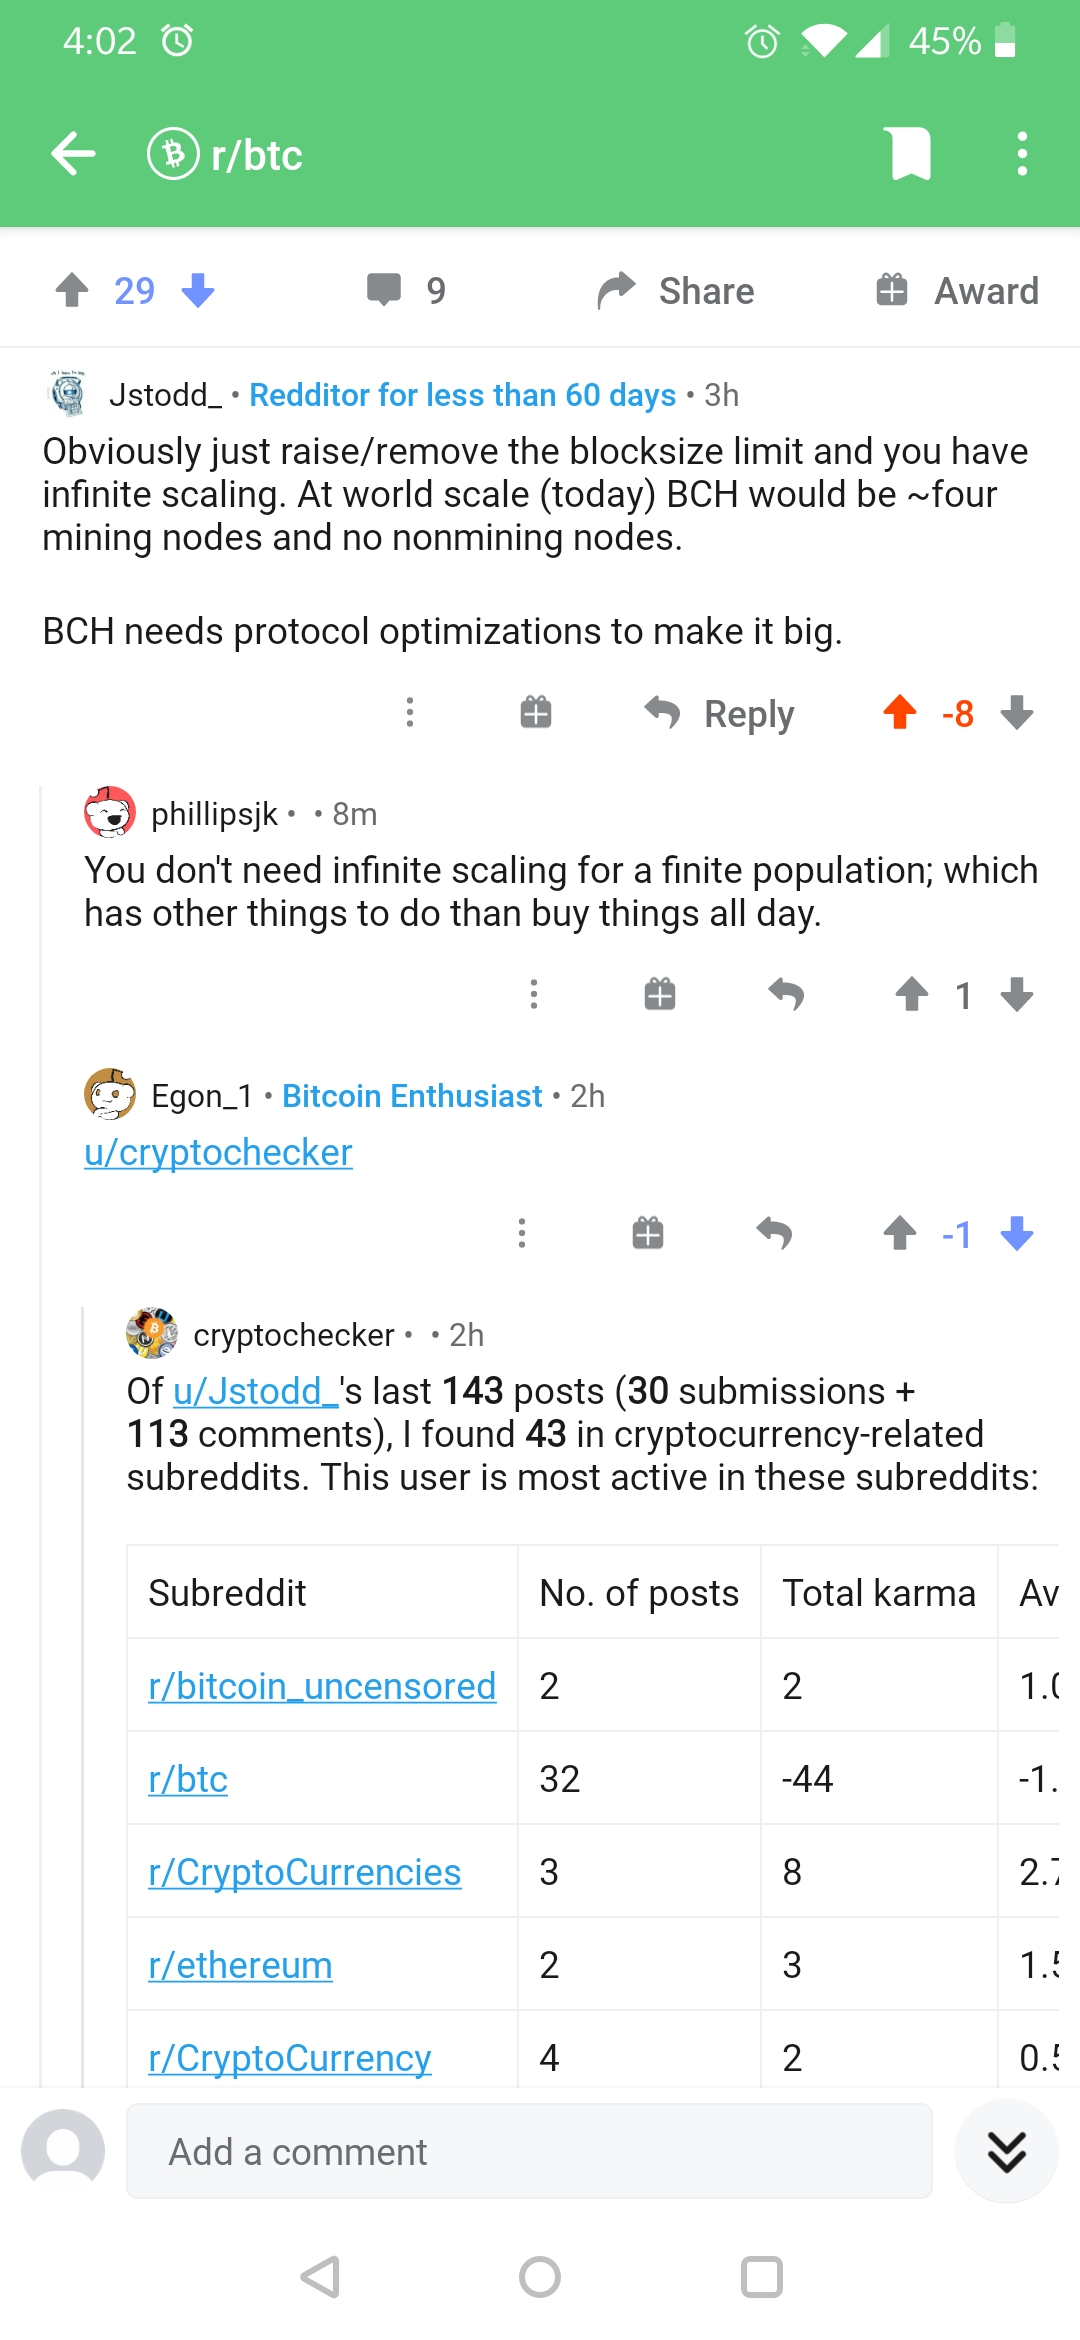 4:02 45%
r/btc
29 9 Share Award
Jstodd_ • Redditor for less than 60 days • 3h
Obviously just raise/remove the blocksize limit and you have
infinite scaling. At world scale (today) BCH would be ~four
mining nodes and no nonmining nodes.
BCH needs protocol optimizations to make it big.
Reply -8
phillipsjk • • 8m
You don't need infinite scaling for a finite population; which
has other things to do than buy things all day.
1
Egon_1 • Bitcoin Enthusiast • 2h
u/cryptochecker
-1
cryptochecker • • 2h
Of u/Jstodd_'s last 143 posts (30 submissions +
113 comments), I found 43 in cryptocurrency-related
subreddits. This user is most active in these subreddits:
Subreddit No. of posts Total karma Av
r/bitcoin_uncensored 2 2 1.0
r/btc 32 -44 -1.
r/CryptoCurrencies 3 8 2.7
r/ethereum 2 3 1.5
r/CryptoCurrency 4 2 0.5
Add a comment